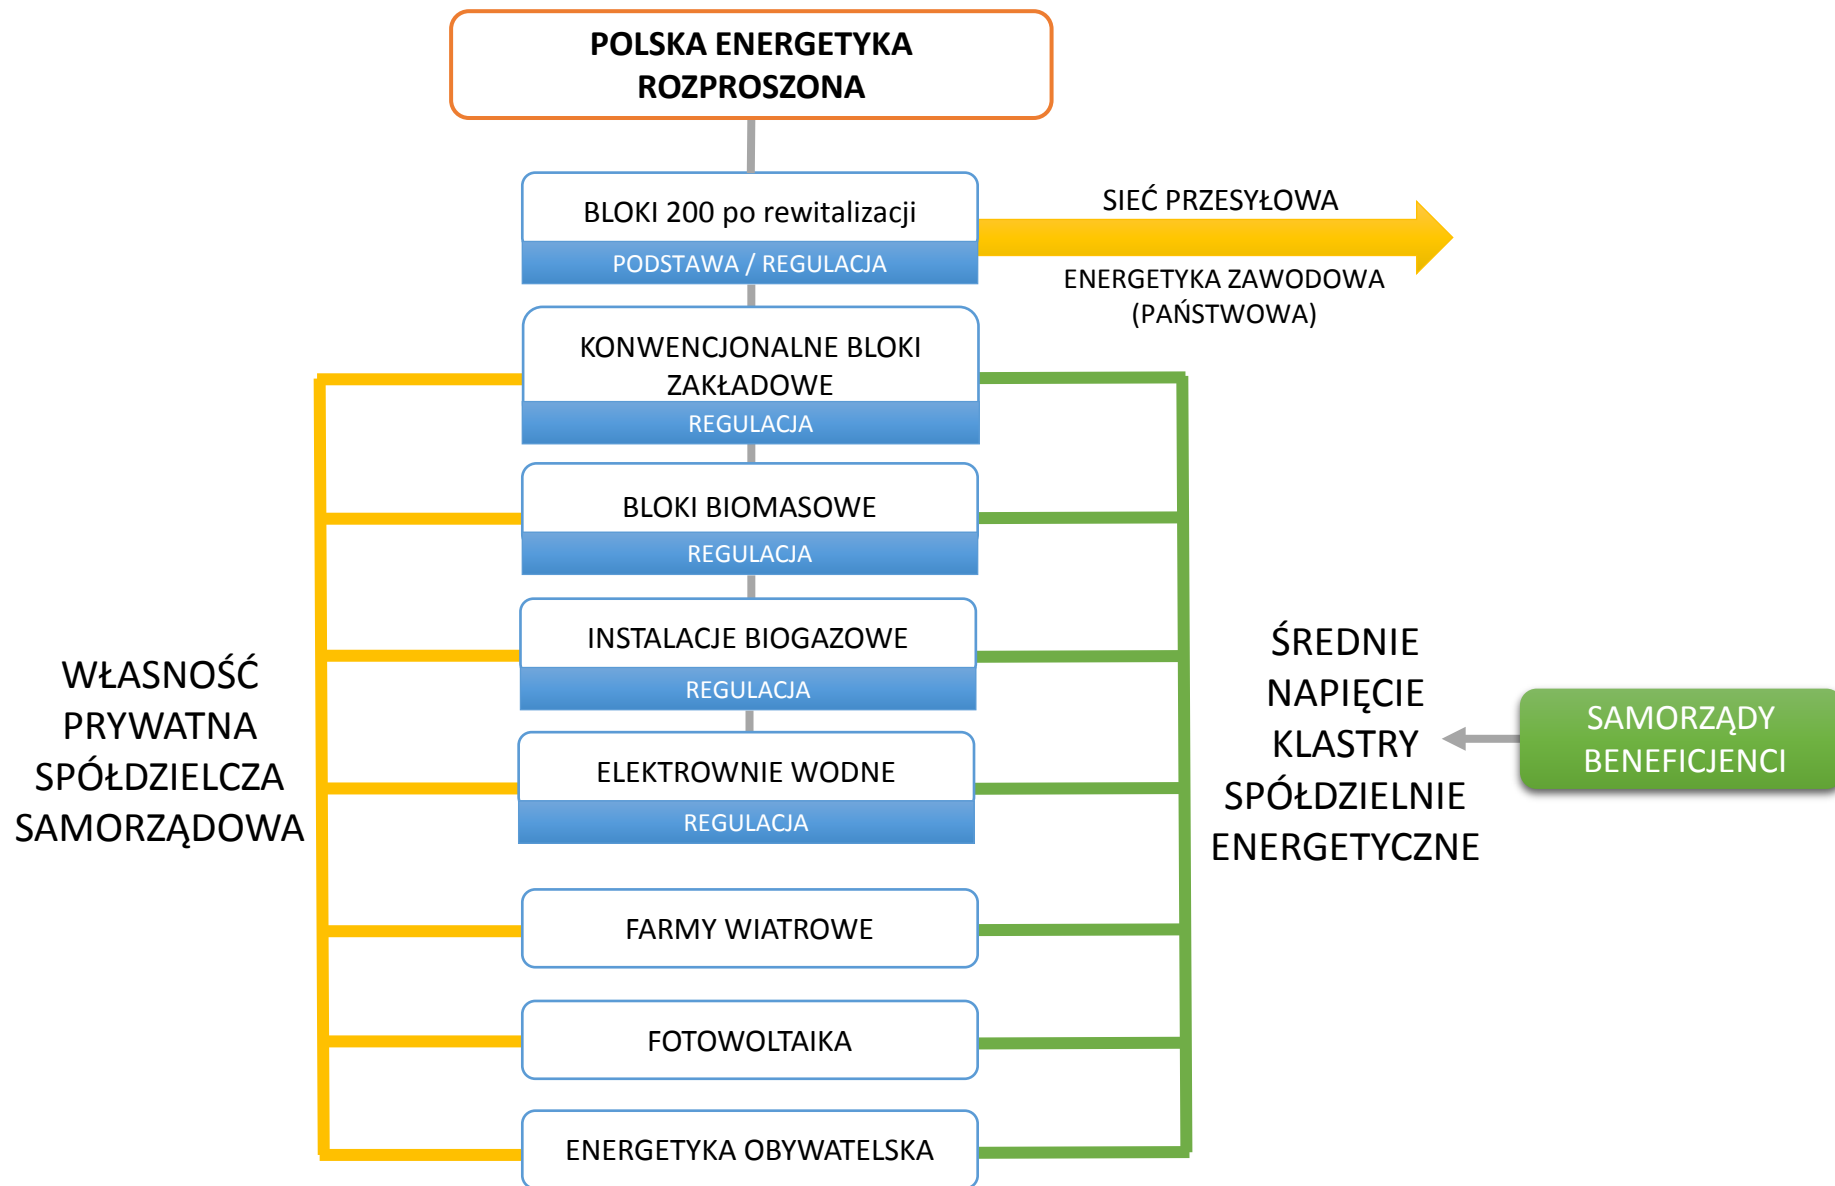 POLSKA ENERGETYKA
ROZPROSZONA
BLOKI 200 po rewitalizacji
PODSTAWA / REGULACJA
SIEĆ PRZESYŁOWA
ENERGETYKA ZAWODOWA
(PAŃSTWOWA)
KONWENCJONALNE BLOKI
ZAKŁADOWE
REGULACJA
BLOKI BIOMASOWE
REGULACJA
INSTALACJE BIOGAZOWE
REGULACJA
ELEKTROWNIE WODNE
REGULACJA
FARMY WIATROWE
FOTOWOLTAIKA
ENERGETYKA OBYWATELSKA
WŁASNOŚĆ
PRYWATNA
SPÓŁDZIELCZA
SAMORZĄDOWA
ŚREDNIE
NAPIĘCIE
KLASTRY
SPÓŁDZIELNIE
ENERGETYCZNE
SAMORZĄDY
BENEFICJENCI